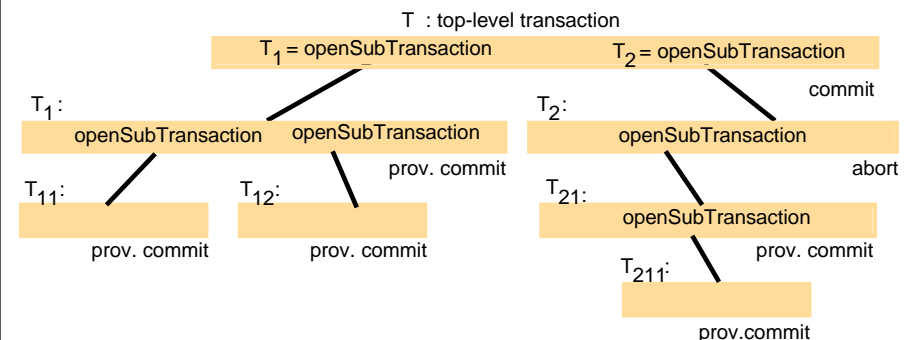 T : top-level transaction
T1 = openSubTransaction T2 = openSubTransaction
commit
T1: T2:
openSubTransaction openSubTransaction openSubTransaction
prov. commit abort
T11: T12: T21:
openSubTransaction
prov. commit prov. commit prov. commit
T211:
prov.commit